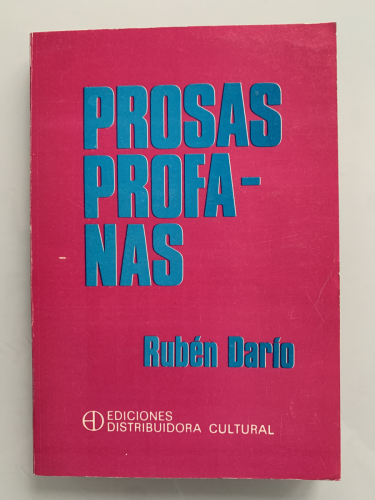 PROSAS
PROFA-
NAS
Rubén Darío
EDICIONES
DISTRIBUIDORA CULTURAL